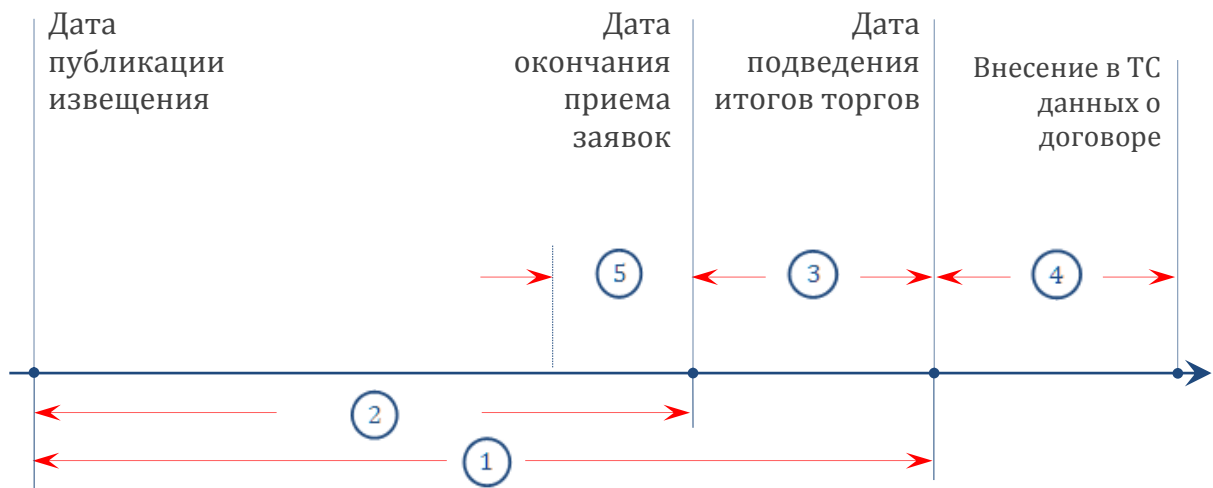 Дата
публикации
извещения
Дата
окончания
приема
заявок
Дата
подведения
итогов торгов
Внесение в ТС
данных о
договоре
5
3
4
2
1